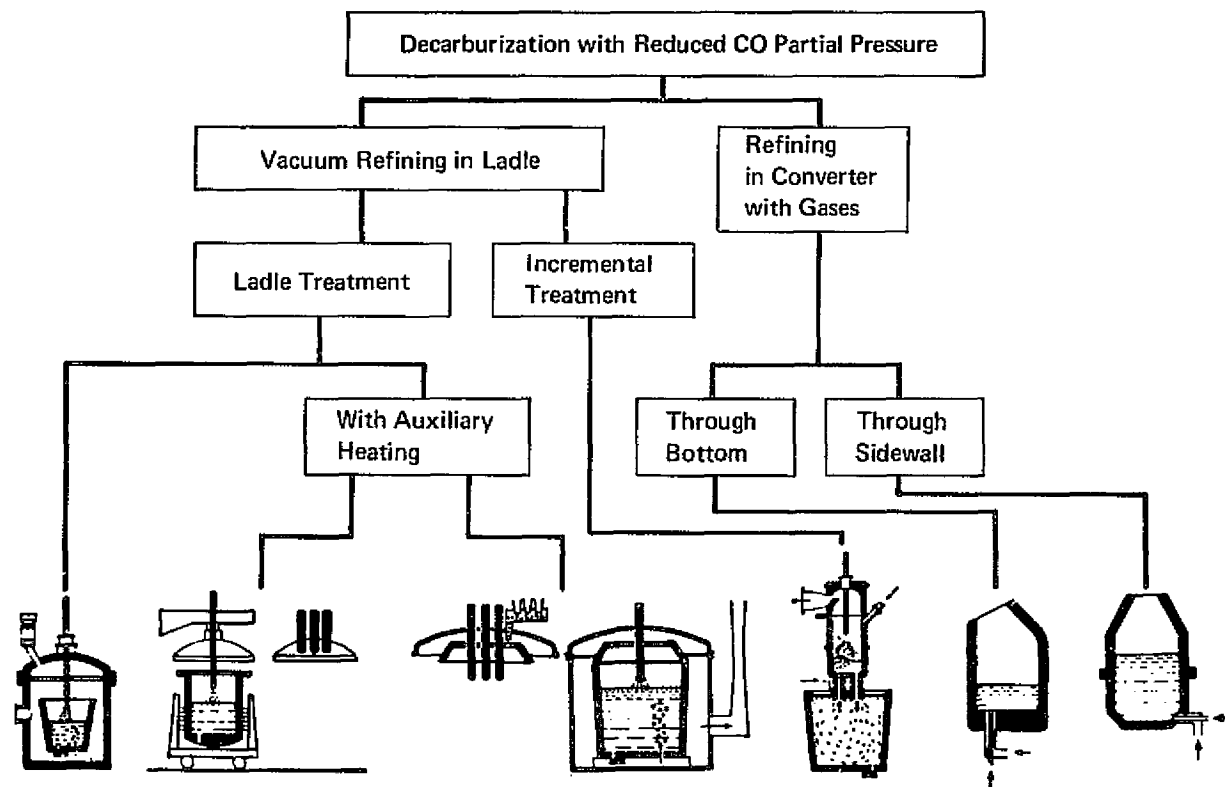 Decarburization with Reduced CO Partial Pressure
Vacuum Refining in Ladle
Refining
in Converter
with Gases
Ladle Treatment
Incremental
Treatment
With Auxiliary
Heating
Through
Bottom
Through
Sidewall